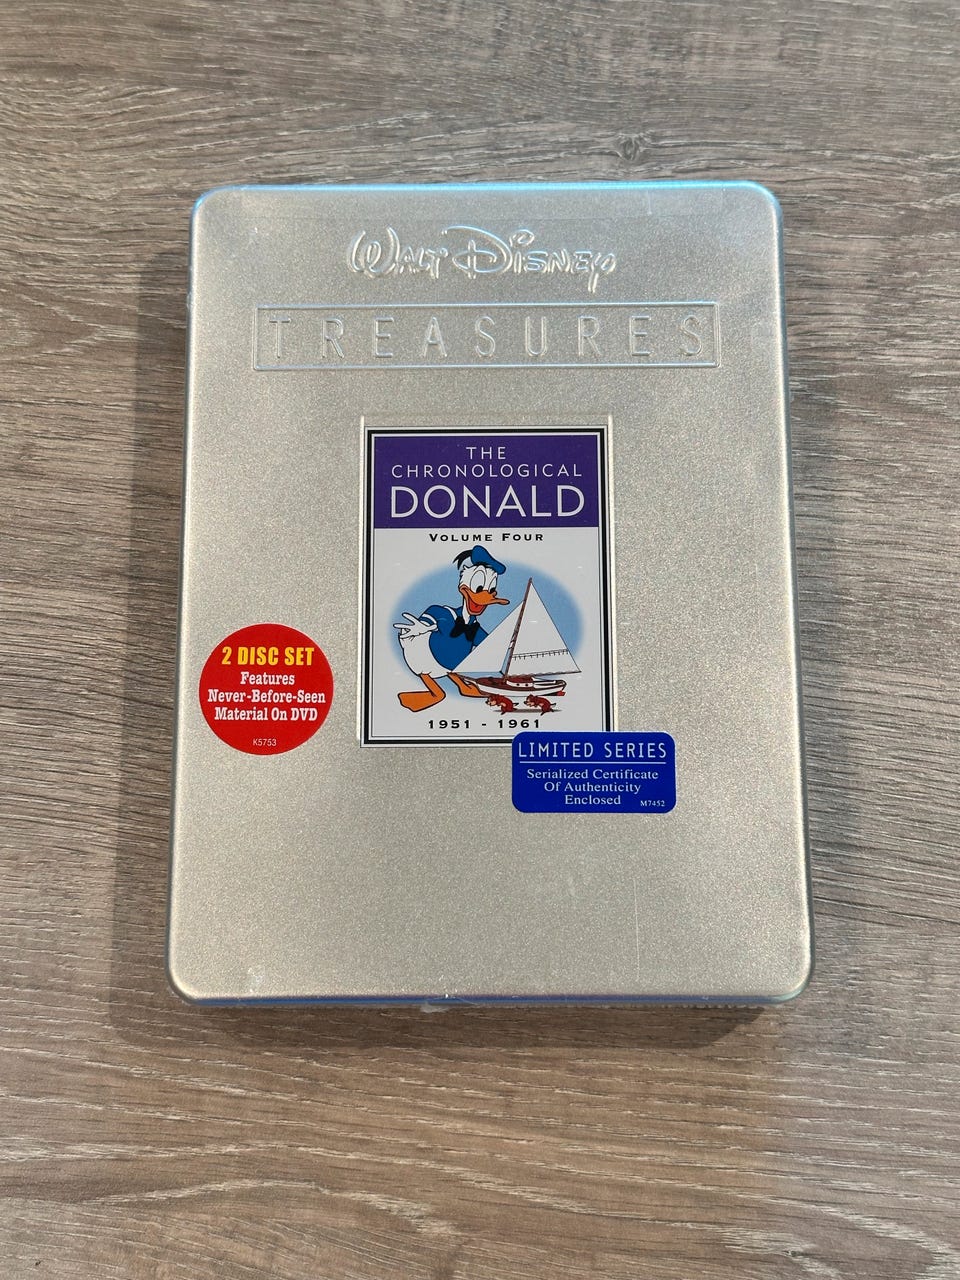 Walt Disney
TREASURES
THE
CHRONOLOGICAL
DONALD
VOLUME FOUR
1951 - 1961
2 DISC SET
Features
Never-Before-Seen
Material On DVD
K5753
LIMITED SERIES
Serialized Certificate
Of Authenticity
Enclosed M7452